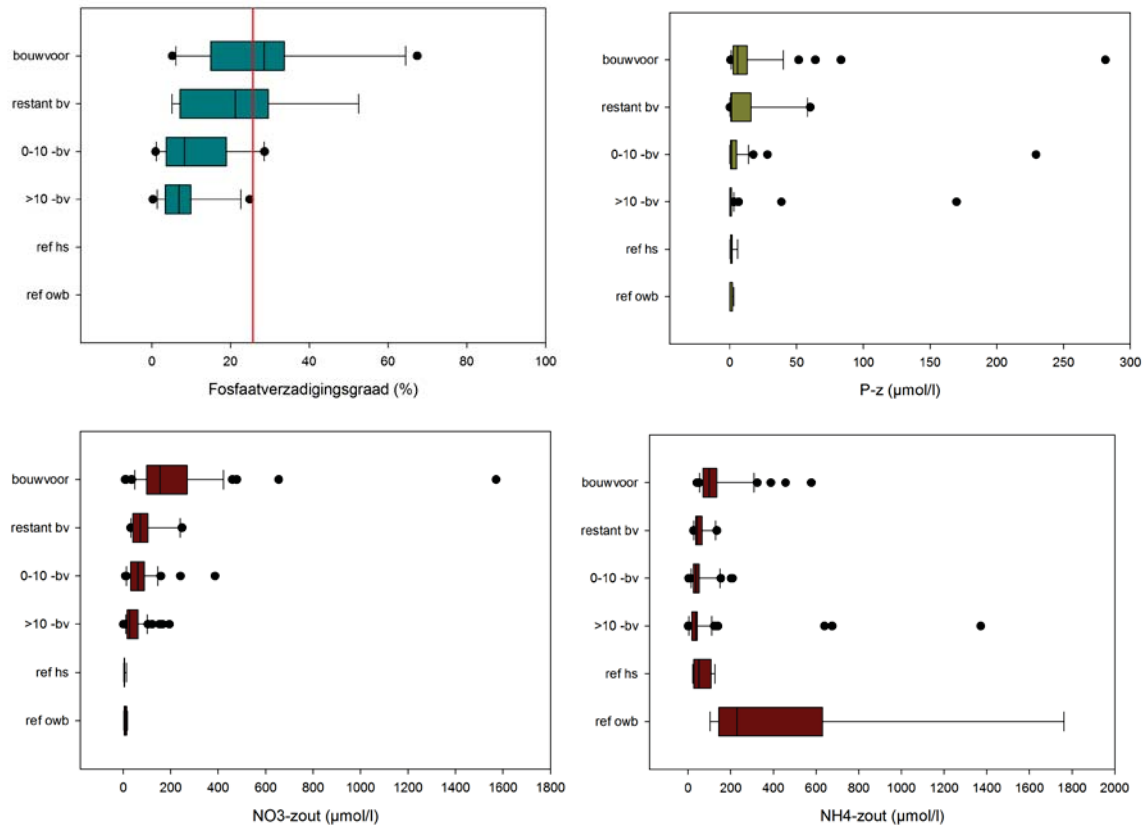 bouwvoor
restant bv
0-10 -bv
>10 -bv
ref hs
ref owb
0 20 40 60 80 100
Fosfaatverzadigingsgraad (%)
bouwvoor
restant bv
0-10 -bv
>10 -bv
ref hs
ref owb
0 50 100 150 200 250 300
P-z (µmol/l)
bouwvoor
restant bv
0-10 -bv
>10 -bv
ref hs
ref owb
0 200 400 600 800 1000 1200 1400 1600 1800
NO3-zout (µmol/l)
bouwvoor
restant bv
0-10 -bv
>10 -bv
ref hs
ref owb
0 200 400 600 800 1000 1200 1400 1600 1800 2000
NH4-zout (µmol/l)